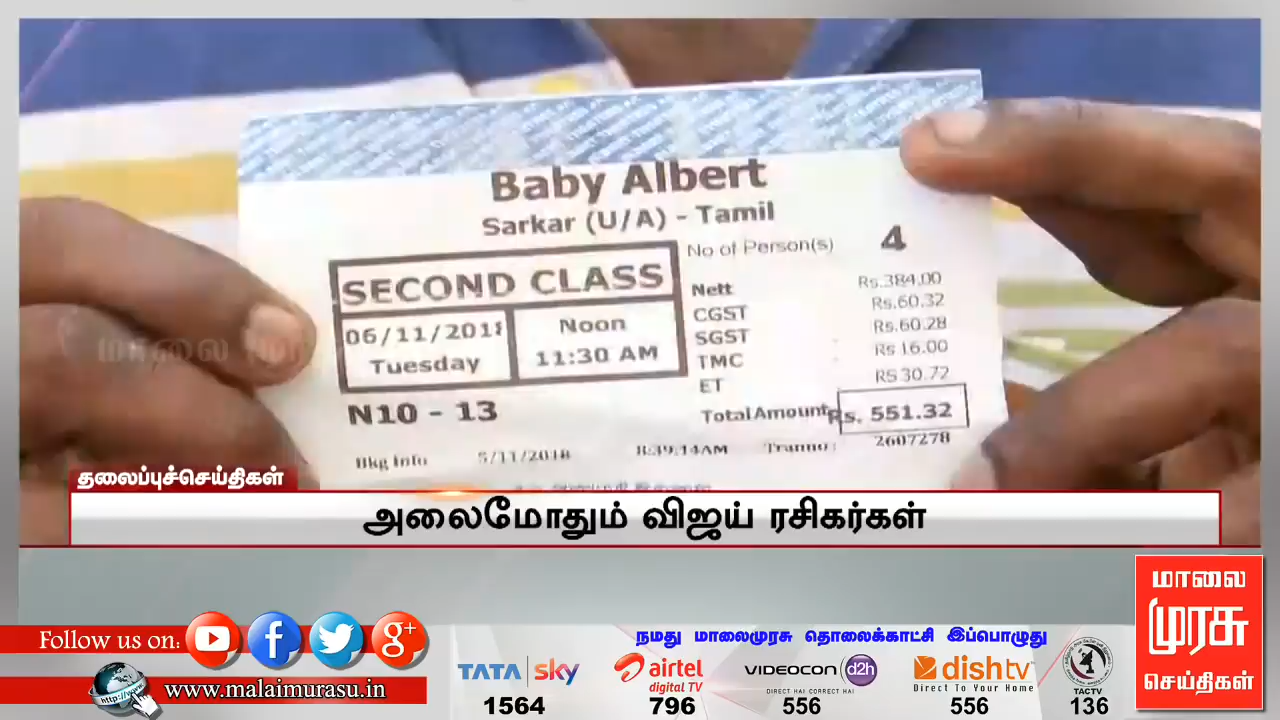 Baby Albert
Sarkar (U/A) - Tamil
No of Person(s) 4
SECOND CLASS
06/11/2018
Tuesday
Noon
11:30 AM
Nett Rs.384.00
CGST Rs.60.32
SGST Rs.60.28
TMC Rs 16.00
ET RS 30.72
Total Amount Rs. 551.32
N10 - 13
Bkg Info 5/11/2018 8:39:14AM Tranno : 2607278
மாலை
தலைப்புச்செய்திகள்
அலைமோதும் விஜய் ரசிகர்கள்
மாலை
முரசு
செய்திகள்
Follow us on:
g+
http://www
www.malaimurasu.in
நமது மாலைமுரசு தொலைக்காட்சி இப்பொழுது
TATA sky
1564
airtel
digital TV
796
VIDEOCON d2h
DIRECT HAI CORRECT HAI
556
dishtv
Direct To Your Home
556
TACTV
136